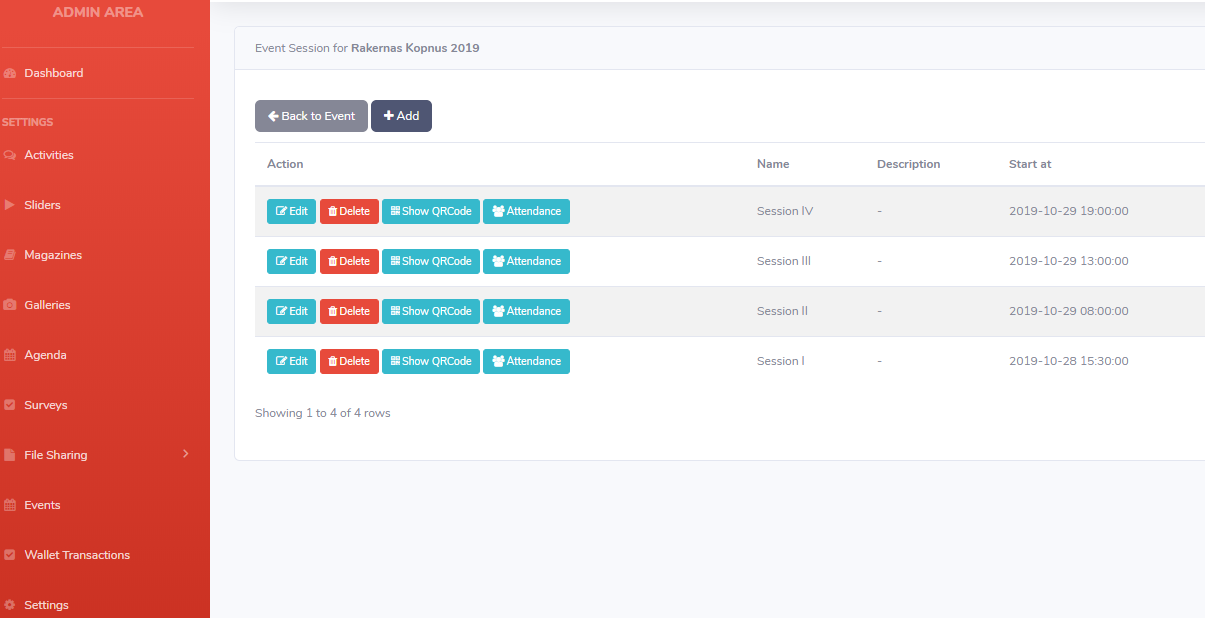 ADMIN AREA
Dashboard
SETTINGS
Activities
Sliders
Magazines
Galleries
Agenda
Surveys
File Sharing
Events
Wallet Transactions
Settings
Event Session for Rakernas Kopnus 2019
Back to Event Add
Action Name Description Start at
Edit Delete Show QRCode Attendance Session IV - 2019-10-29 19:00:00
Edit Delete Show QRCode Attendance Session III - 2019-10-29 13:00:00
Edit Delete Show QRCode Attendance Session II - 2019-10-29 08:00:00
Edit Delete Show QRCode Attendance Session I - 2019-10-28 15:30:00
Showing 1 to 4 of 4 rows